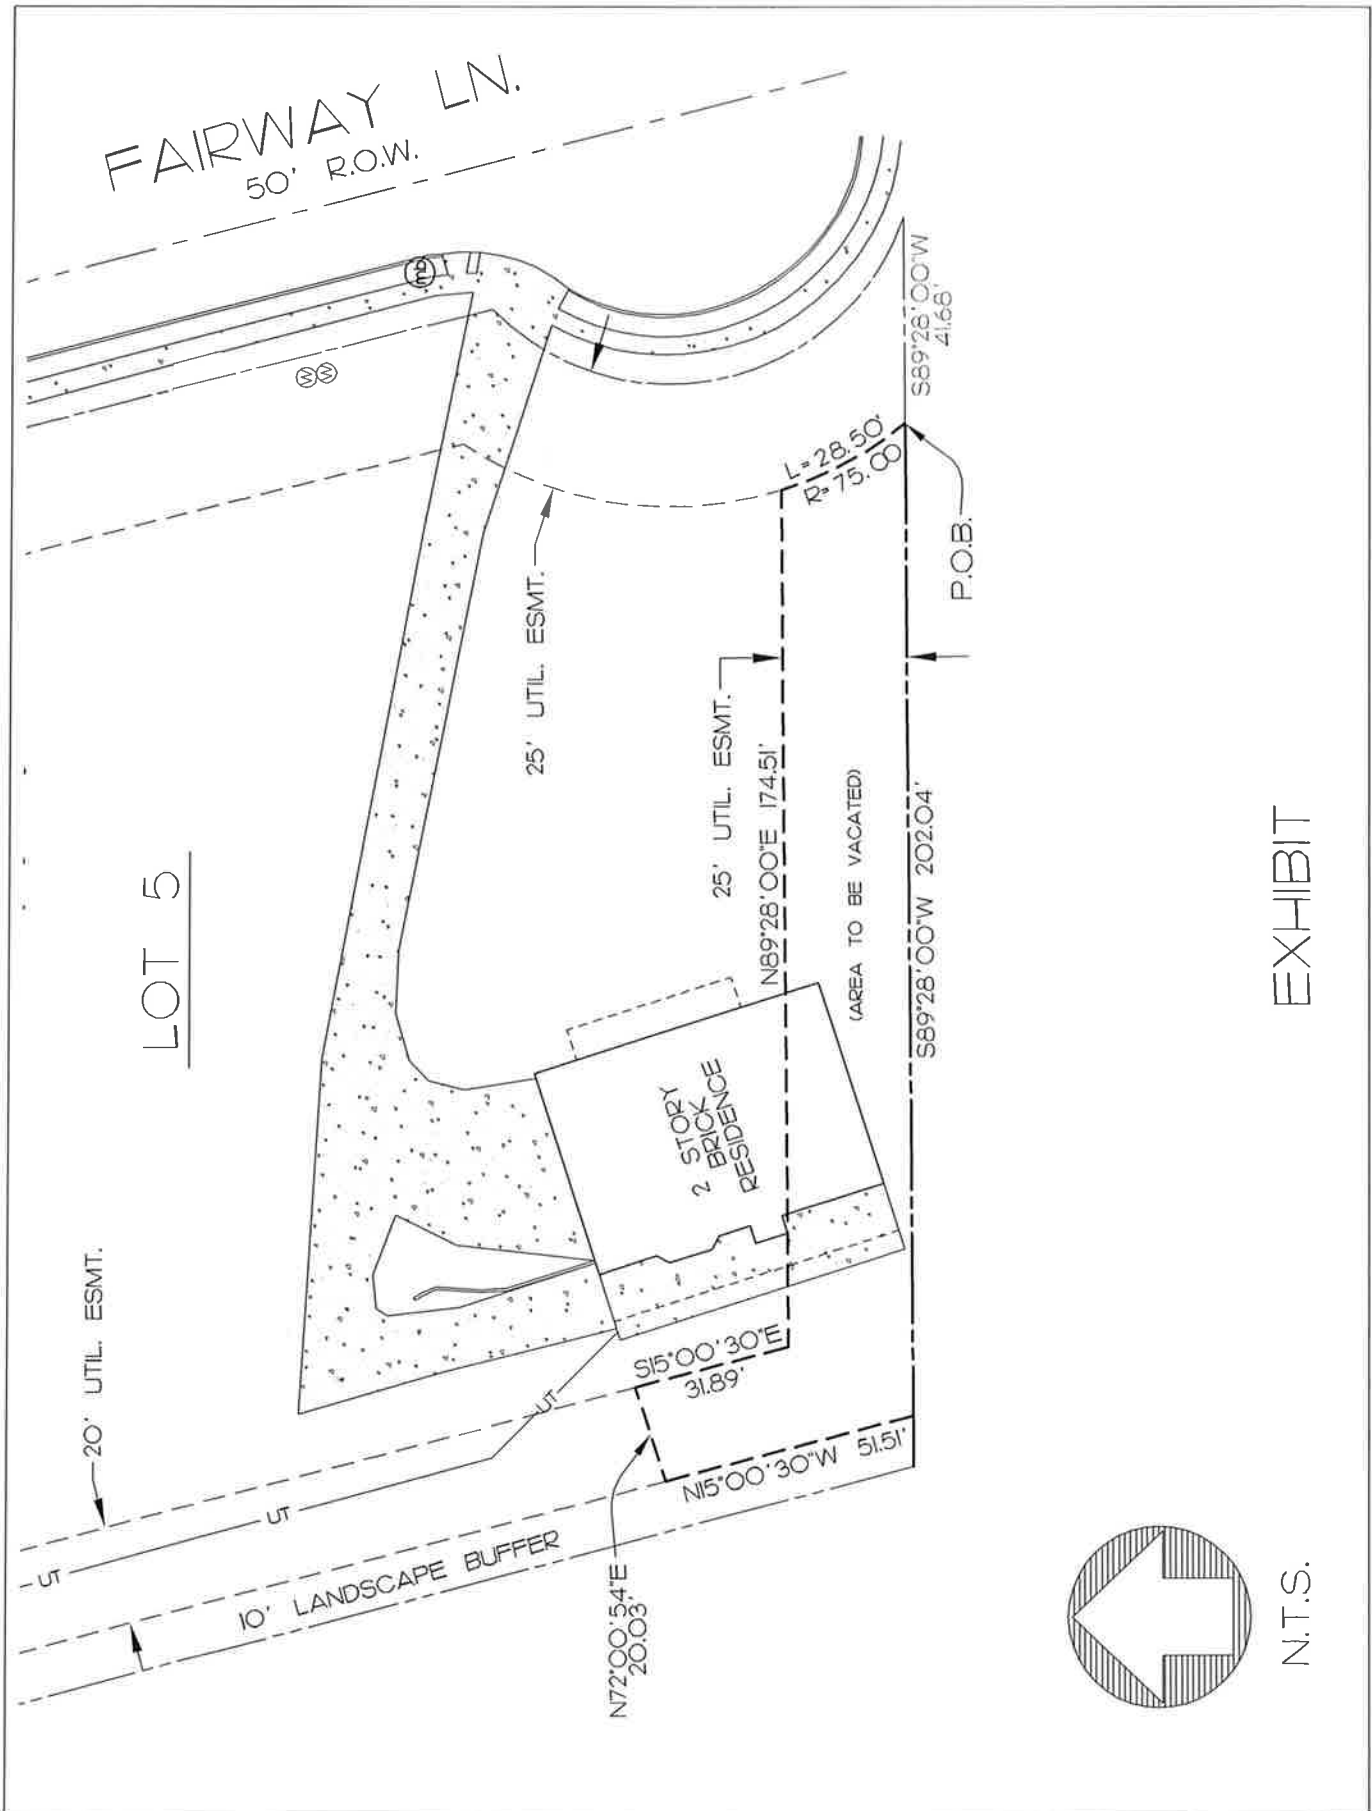 FAIRWAY LN.
50' R.O.W.
mb
W W
LOT 5
20' UTIL. ESMT.
UT
UT
UT
10' LANDSCAPE BUFFER
25' UTIL. ESMT.
25' UTIL. ESMT.
L=28.50'
R=75.00
S89°28'00"W
41.68'
P.O.B.
N89°28'00"E 174.51'
(AREA TO BE VACATED)
S89°28'00"W 202.04'
2 STORY
BRICK
RESIDENCE
S15°00'30"E
31.89'
N15°00'30"W 51.51'
N72°00'54"E
20.03'
EXHIBIT
N.T.S.